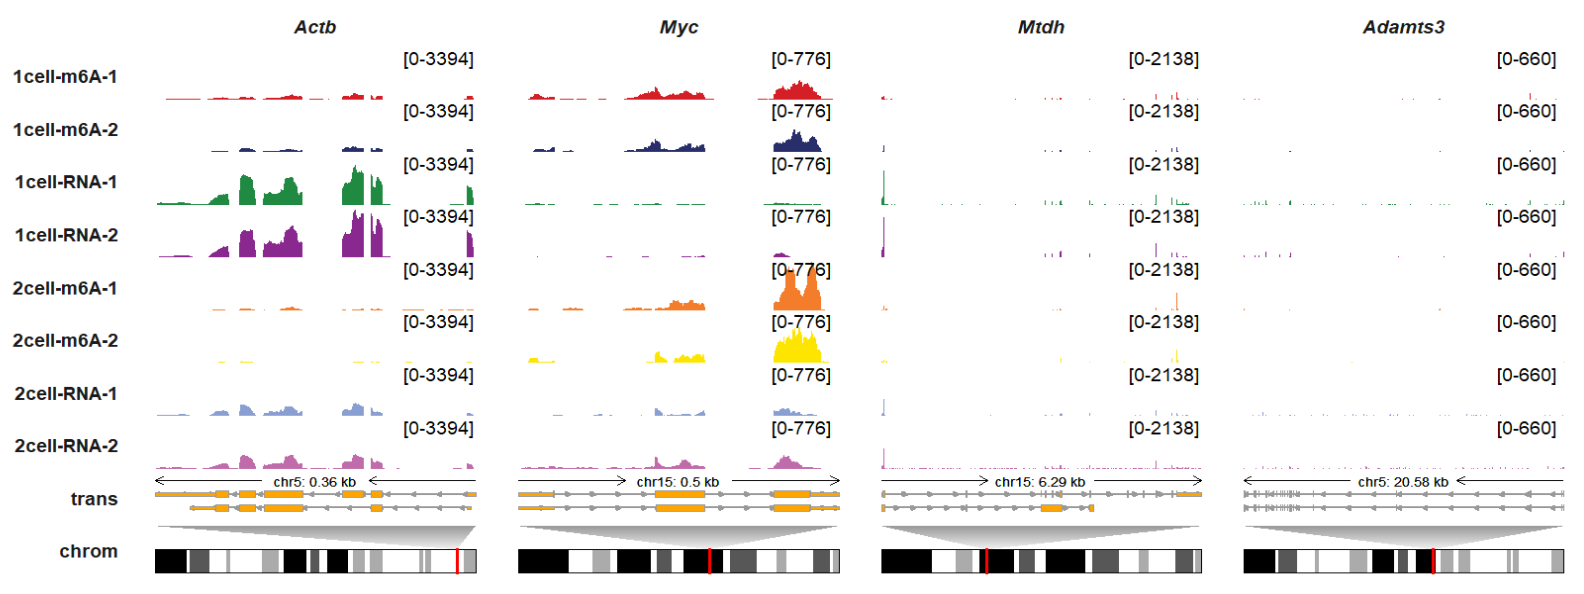 Actb Myc Mtdh Adamts3
1cell-m6A-1 [0-3394] [0-776] [0-2138] [0-660]
1cell-m6A-2 [0-3394] [0-776] [0-2138] [0-660]
1cell-RNA-1 [0-3394] [0-776] [0-2138] [0-660]
1cell-RNA-2 [0-3394] [0-776] [0-2138] [0-660]
2cell-m6A-1 [0-3394] [0-776] [0-2138] [0-660]
2cell-m6A-2 [0-3394] [0-776] [0-2138] [0-660]
2cell-RNA-1 [0-3394] [0-776] [0-2138] [0-660]
2cell-RNA-2 [0-3394] [0-776] [0-2138] [0-660]
chr5: 0.36 kb chr15: 0.5 kb chr15: 6.29 kb chr5: 20.58 kb
trans
chrom